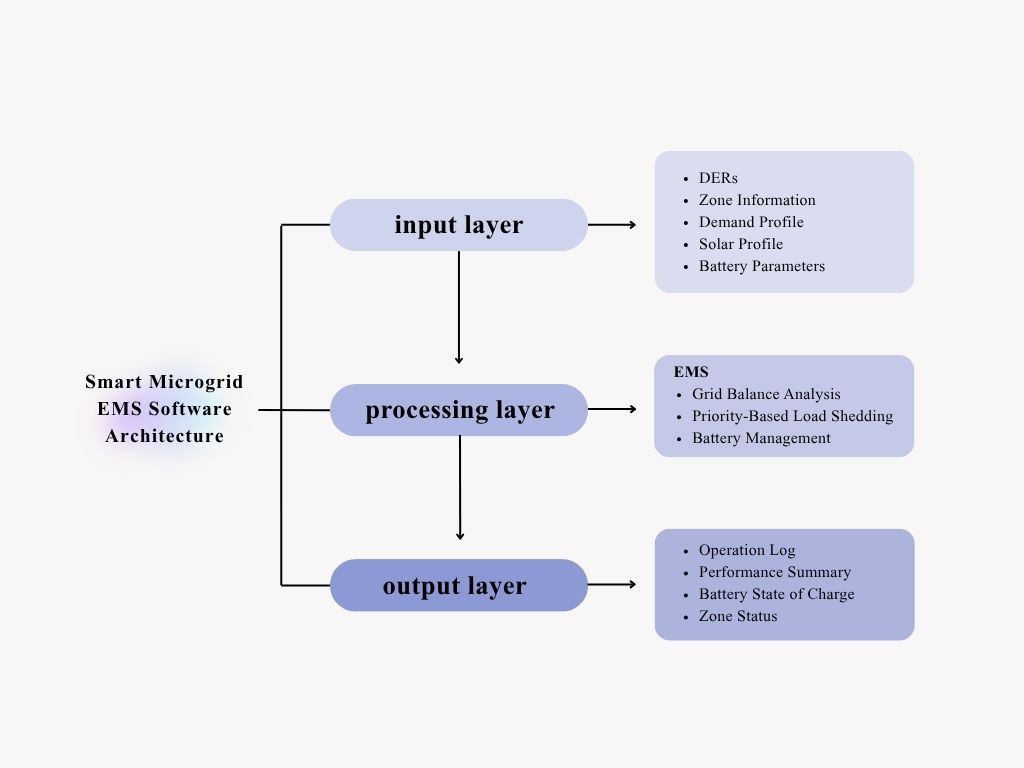 Smart Microgrid
EMS Software
Architecture
input layer
• DERs
• Zone Information
• Demand Profile
• Solar Profile
• Battery Parameters
processing layer
EMS
• Grid Balance Analysis
• Priority-Based Load Shedding
• Battery Management
output layer
• Operation Log
• Performance Summary
• Battery State of Charge
• Zone Status